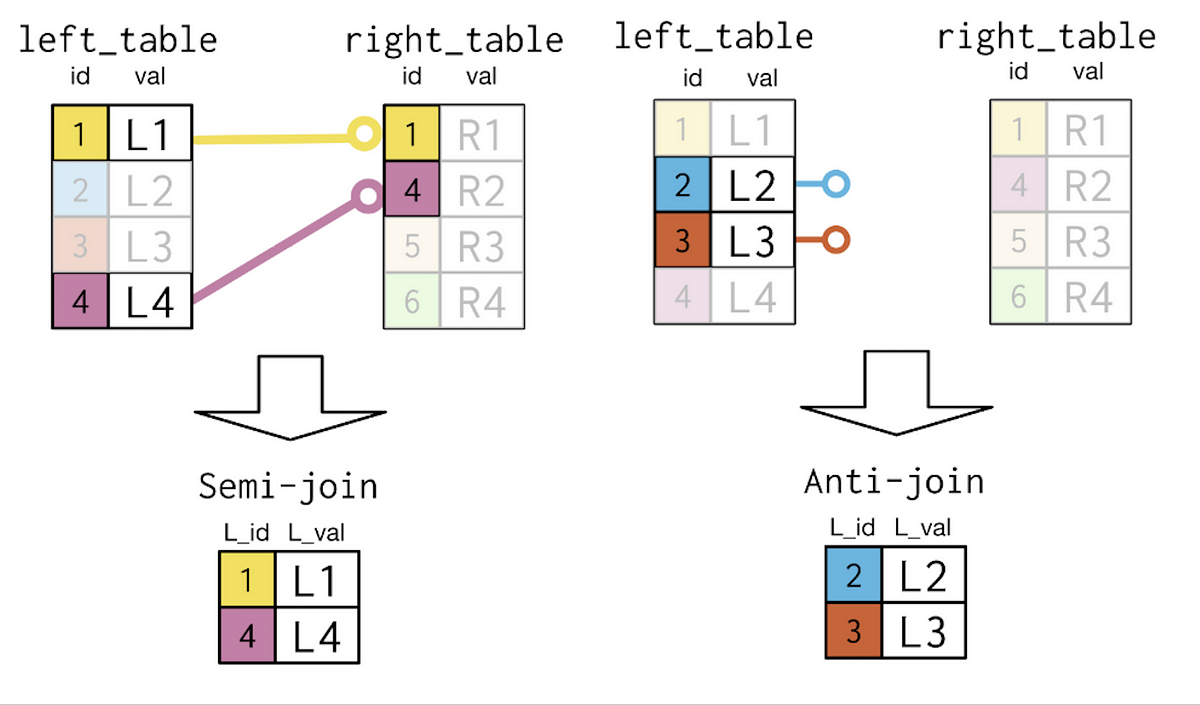 left_table right_table
id val id val
1 L1 1 R1
2 L2 4 R2
3 L3 5 R3
4 L4 6 R4
Semi-join
L_id L_val
1 L1
4 L4
left_table right_table
id val id val
1 L1 1 R1
2 L2 4 R2
3 L3 5 R3
4 L4 6 R4
Anti-join
L_id L_val
2 L2
3 L3